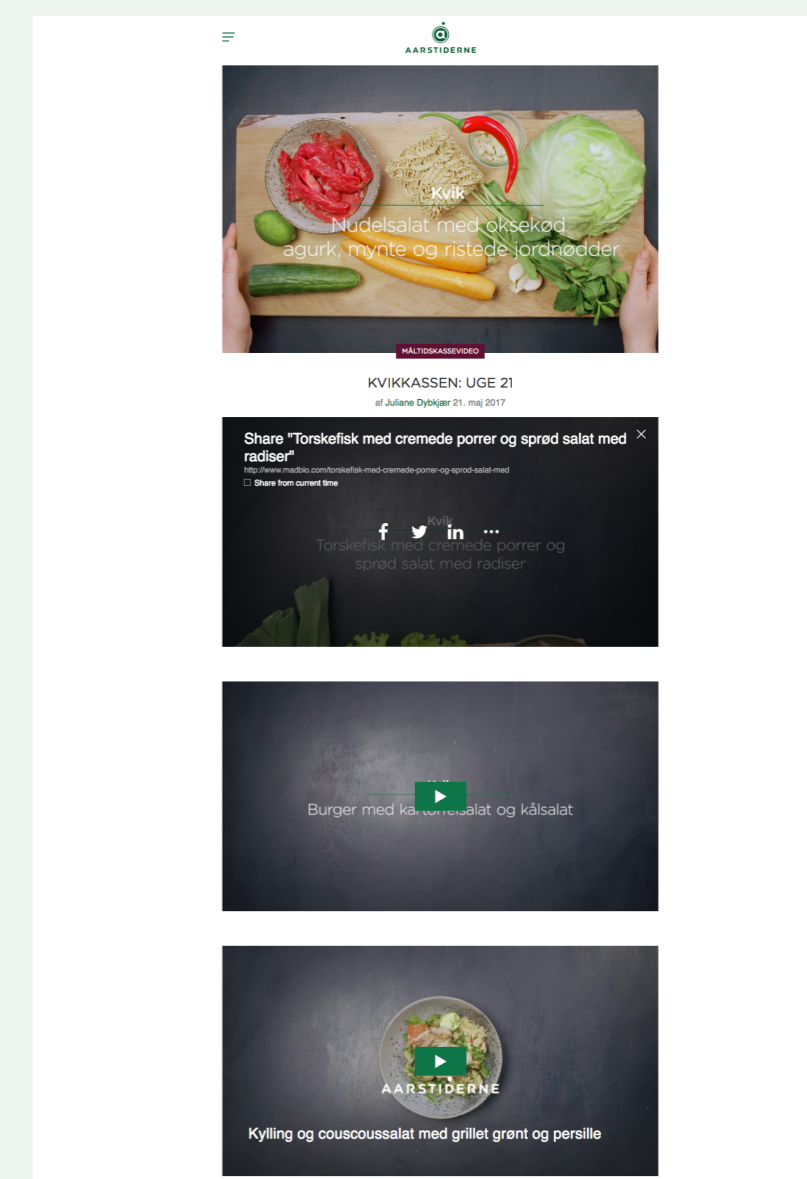 AARSTIDERNE
Kvik
Nudelsalat med oksekød
agurk, mynte og ristede jordnødder
MÅLTIDSKASSEVIDEO
KVIKKASSEN: UGE 21
af Juliane Dybkjær 21. maj 2017
Share "Torskefisk med cremede porrer og sprød salat med
radiser"
http://www.madbio.com/torskefisk-med-cremede-porrer-og-sprod-salat-med
Share from current time
Kvik
Torskefisk med cremede porrer og
sprød salat med radiser
Burger med kartoffelsalat og kålsalat
AARSTIDERNE
Kylling og couscoussalat med grillet grønt og persille